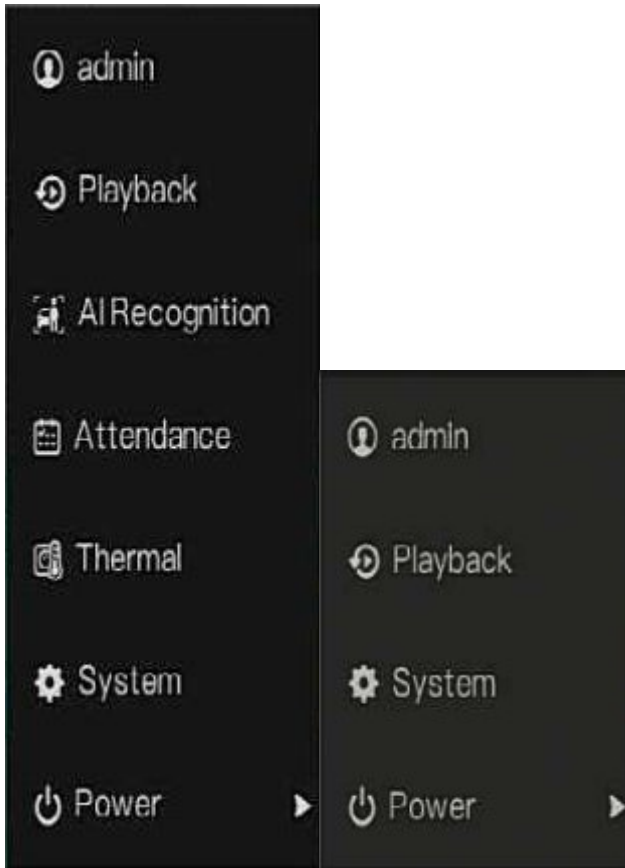 admin
Playback
AI Recognition
Attendance
Thermal
System
Power
admin
Playback
System
Power